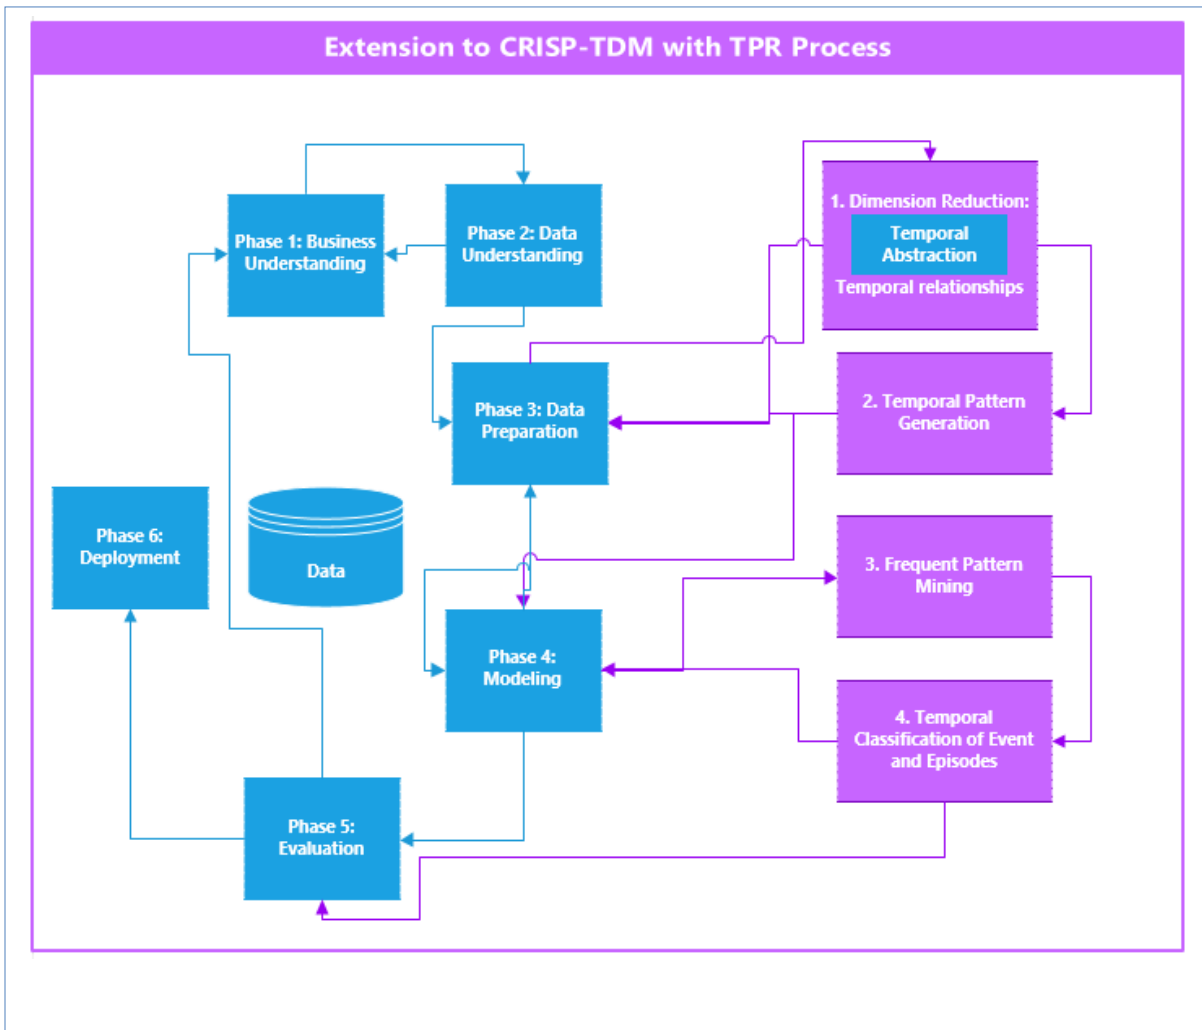 Extension to CRISP-TDM with TPR Process
Phase 1: Business
Understanding
Phase 2: Data
Understanding
1. Dimension Reduction:
Temporal
Abstraction
Temporal relationships
Phase 3: Data
Preparation
2. Temporal Pattern
Generation
Phase 6:
Deployment
Data
3. Frequent Pattern
Mining
Phase 4:
Modeling
4. Temporal
Classification of Event
and Episodes
Phase 5:
Evaluation